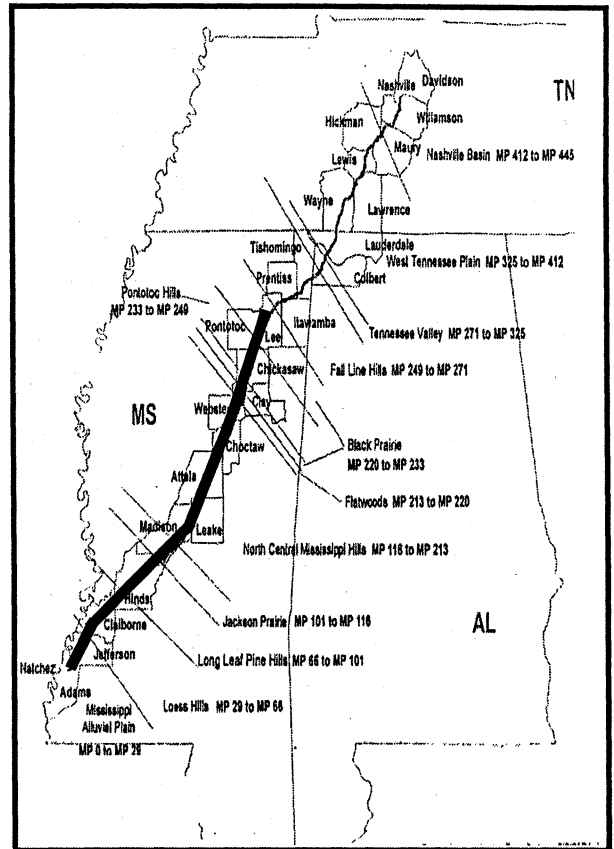 Nashville
Davidson
TN
Hickman
Williamson
Maury
Lewis
Nashville Basin MP 412 to MP 445
Wayne
Lawrence
Lauderdale
Tishomingo
West Tennessee Plain MP 325 to MP 412
Colbert
Prentiss
Pontotoc Hills
MP 233 to MP 249
Itawamba
Pontotoc
Lee
Tennessee Valley MP 271 to MP 325
Chickasaw
Fall Line Hills MP 249 to MP 271
MS
Webster
Clay
Choctaw
Black Prairie
MP 220 to MP 233
Attala
Flatwoods MP 213 to MP 220
Madison
Leake
North Central Mississippi Hills MP 116 to MP 213
Hinds
Jackson Prairie MP 101 to MP 116
AL
Claiborne
Jefferson
Long Leaf Pine Hills MP 66 to MP 101
Natchez
Adams
Loess Hills MP 29 to MP 66
Mississippi
Alluvial Plain
MP 0 to MP 29